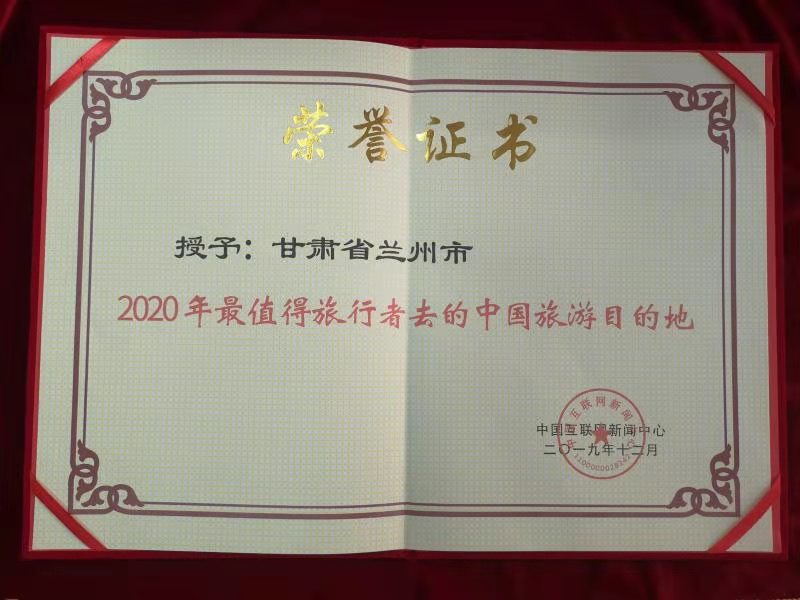 荣誉证书
授予：甘肃省兰州市
2020年最值得旅行者去的中国旅游目的地
中国互联网新闻中心
二〇一九年十二月